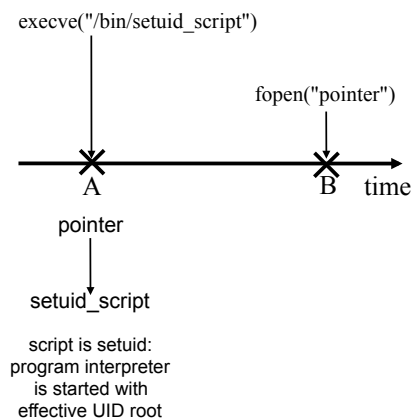 execve("/bin/setuid_script")
fopen("pointer")
A
B
time
pointer
setuid_script
script is setuid:
program interpreter
is started with
effective UID root